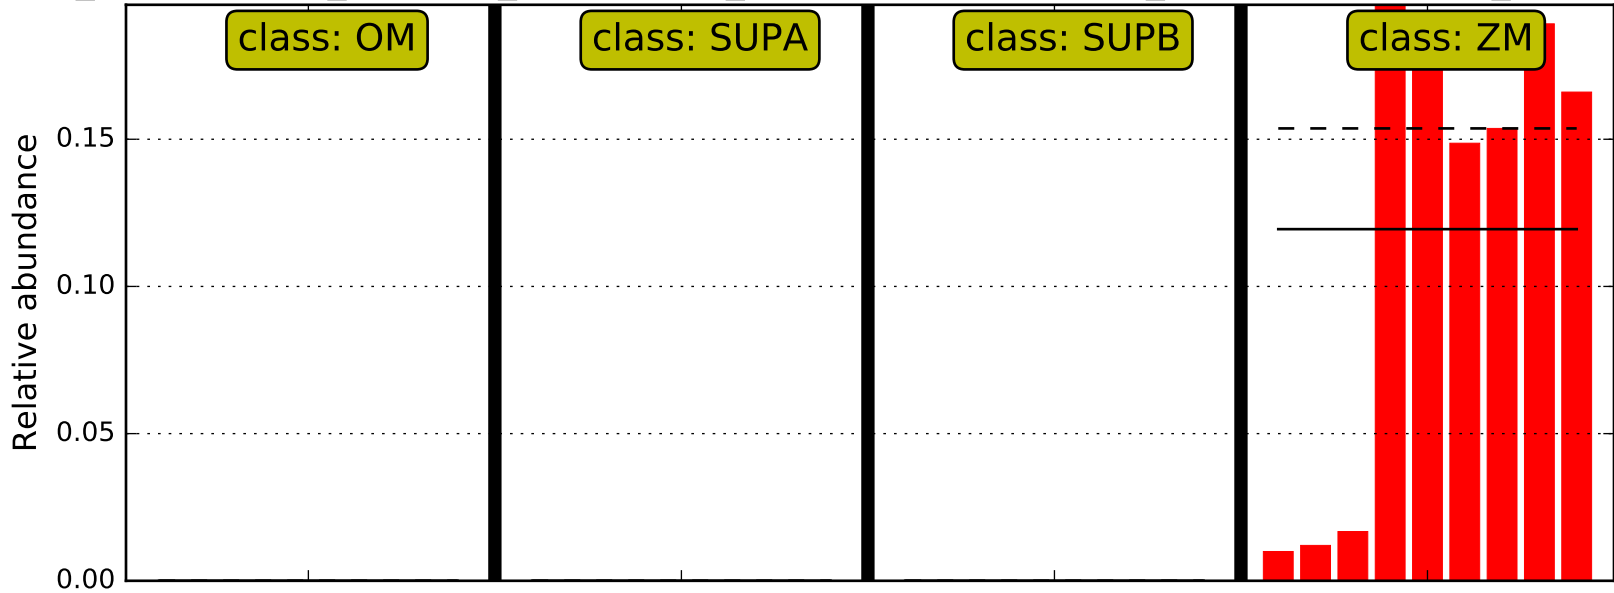 class: OM
class: SUPA
class: SUPB
class: ZM
Relative abundance
0.15
0.10
0.05
0.00